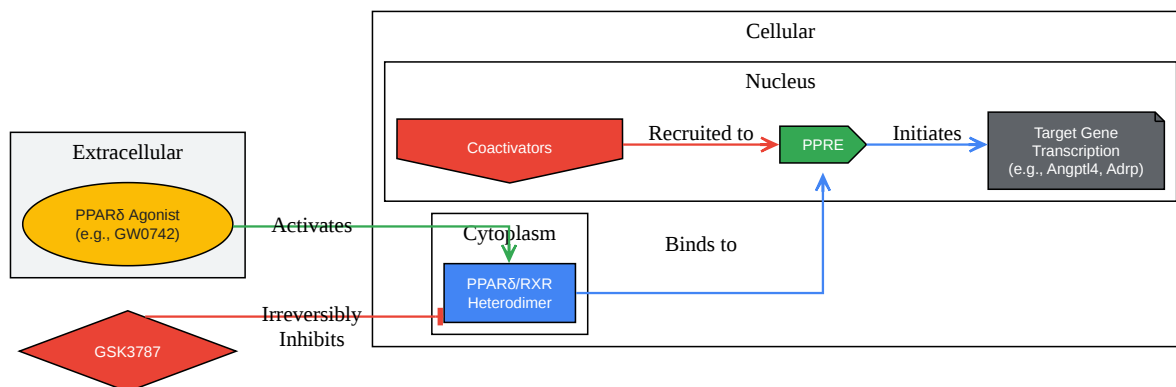 Cellular
Nucleus
Coactivators
Recruited to
PPRE
Initiates
Target Gene
Transcription
(e.g., Angptl4, Adrp)
Extracellular
PPARδ Agonist
(e.g., GW0742)
Activates
Cytoplasm
PPARδ/RXR
Heterodimer
Binds to
Irreversibly
Inhibits
GSK3787